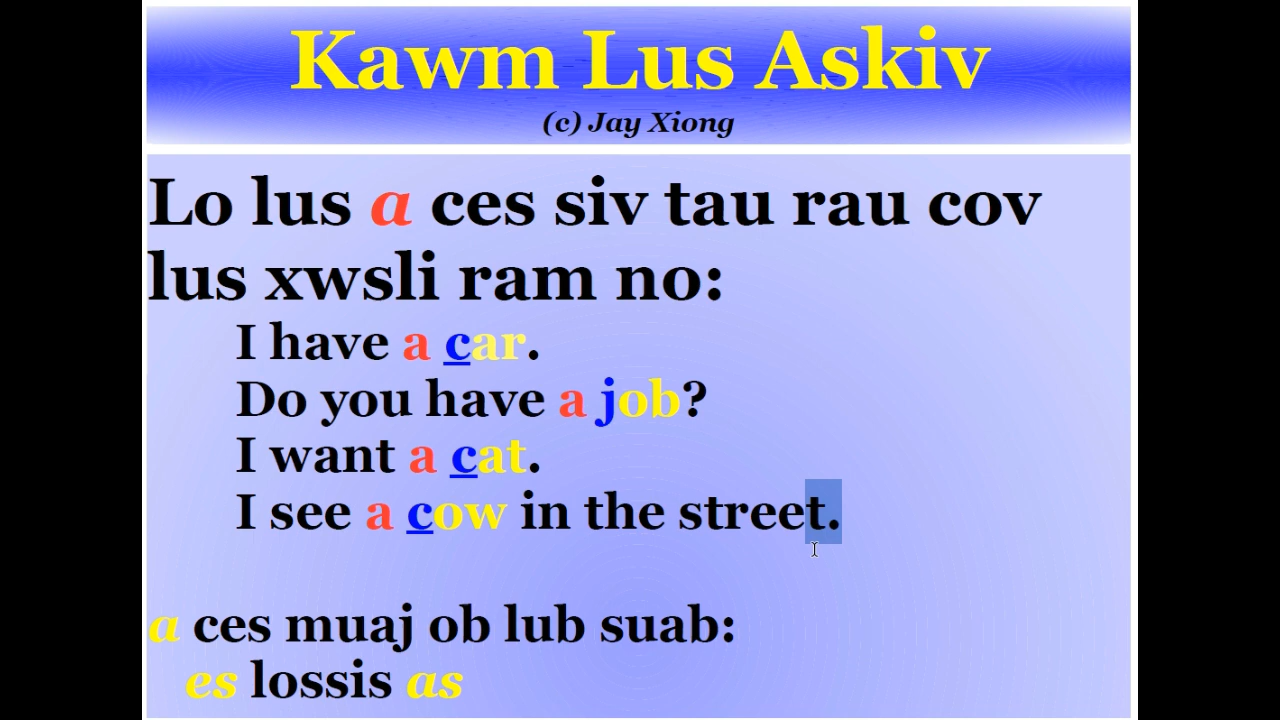 Kawm Lus Askiv
(c) Jay Xiong
Lo lus a ces siv tau rau cov
lus xwsli ram no:
I have a car.
Do you have a job?
I want a cat.
I see a cow in the street.
a ces muaj ob lub suab:
es lossis as